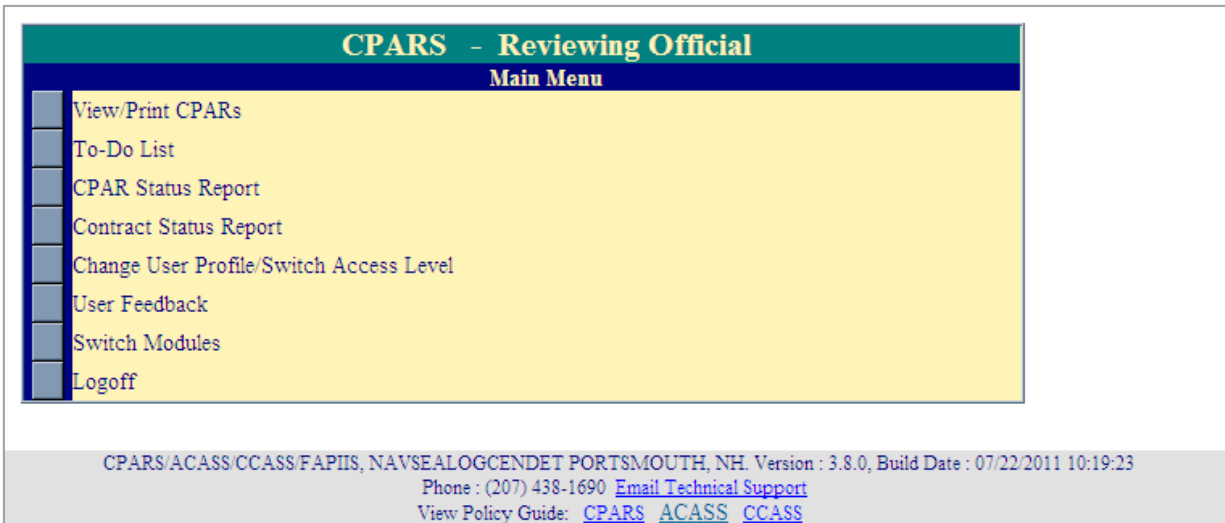 CPARS - Reviewing Official
Main Menu
View/Print CPARs
To-Do List
CPAR Status Report
Contract Status Report
Change User Profile/Switch Access Level
User Feedback
Switch Modules
Logoff
CPARS/ACASS/CCASS/FAPIIS, NAVSEALOGCENDET PORTSMOUTH, NH. Version : 3.8.0, Build Date : 07/22/2011 10:19:23
Phone : (207) 438-1690 Email Technical Support
View Policy Guide: CPARS ACASS CCASS